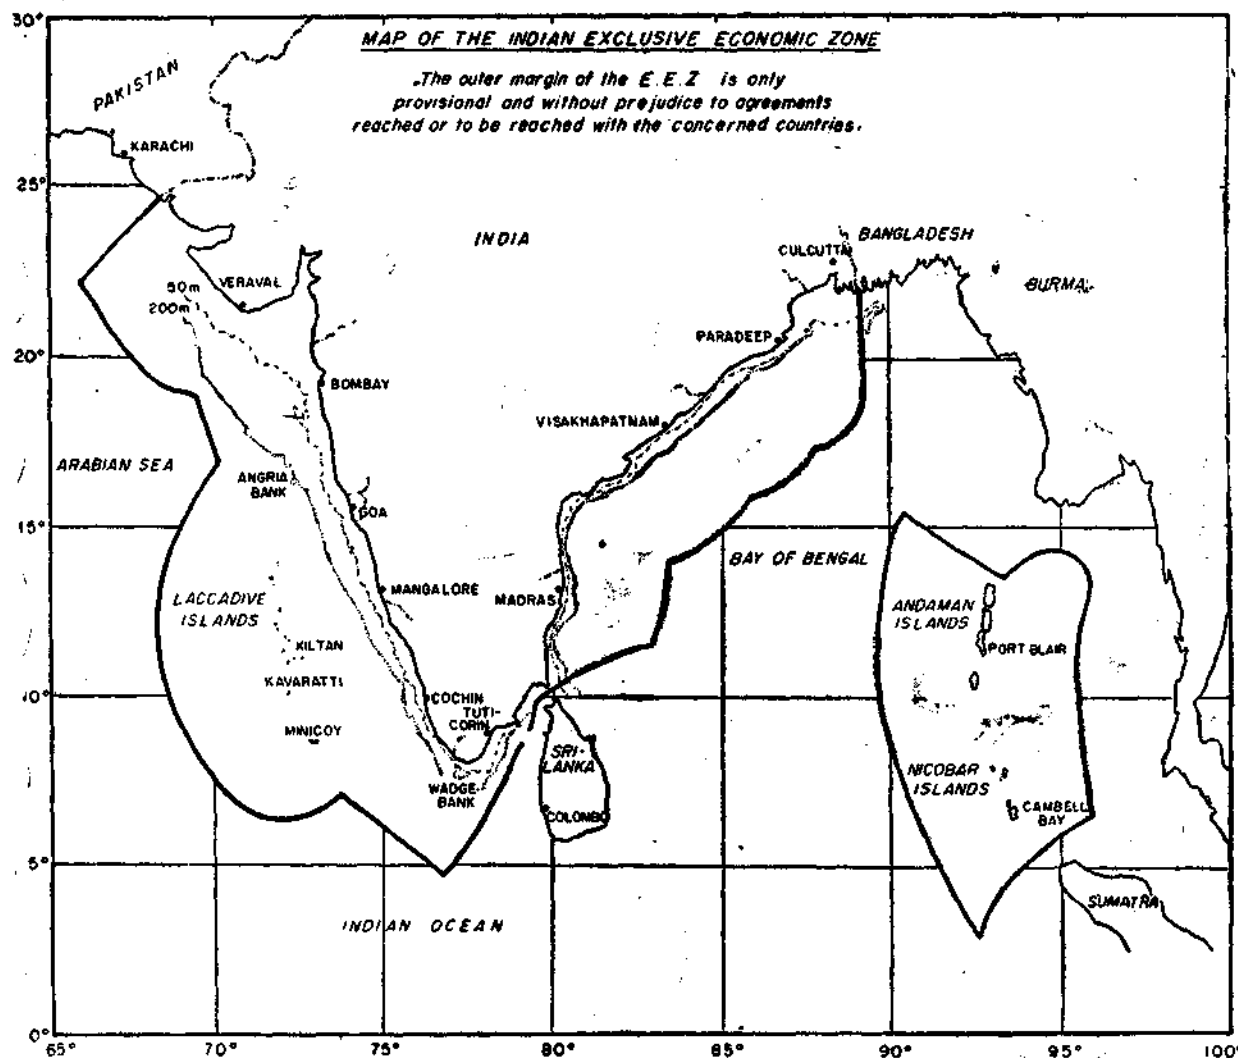 30°
MAP OF THE INDIAN EXCLUSIVE ECONOMIC ZONE
The outer margin of the E.E.Z is only
provisional and without prejudice to agreements
reached or to be reached with the concerned countries.
PAKISTAN
KARACHI
25°
INDIA
BANGLADESH
CULCUTTA
BURMA
VERAVAL
50m
200m
20°
PARADEEP
BOMBAY
VISAKHAPATNAM
ARABIAN SEA
ANGRIA
BANK
GOA
15°
BAY OF BENGAL
MANGALORE
MADRAS
LACCADIVE
ISLANDS
ANDAMAN
ISLANDS
KILTAN
PORT BLAIR
KAVARATTI
10°
COCHIN
TUTI-
CORIN
MINICOY
SRI-
LANKA
NICOBAR
ISLANDS
WADGE-
BANK
COLOMBO
CAMBELL
BAY
5°
SUMATRA
INDIAN OCEAN
0°
65°
70°
75°
80°
85°
90°
95°
100°